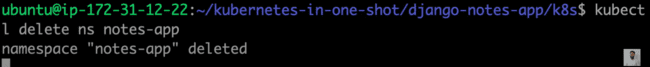 ubuntu@ip-172-31-12-22:~/kubernetes-in-one-shot/django-notes-app/k8s$ kubect
l delete ns notes-app
namespace "notes-app" deleted